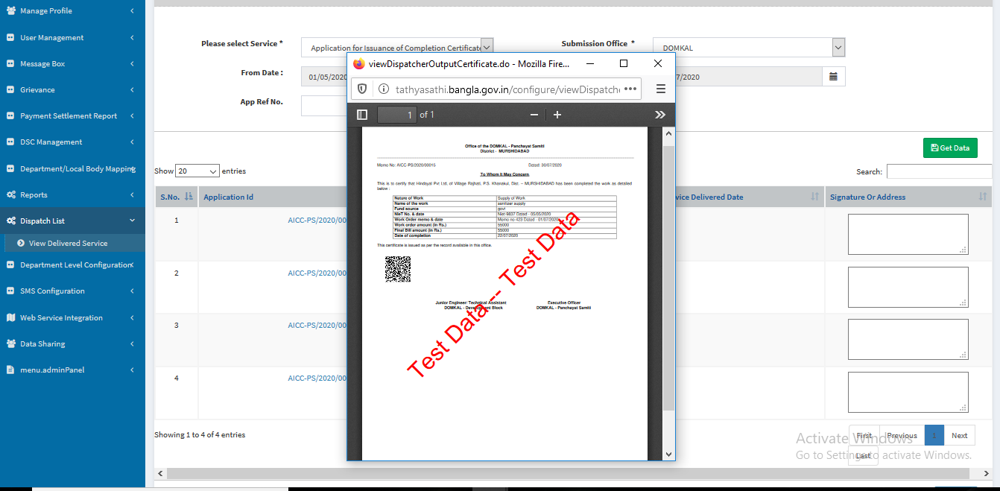 Manage Profile
User Management
Message Box
Grievance
Payment Settlement Report
DSC Management
Department/Local Body Mapping
Reports
Dispatch List
View Delivered Service
Department Level Configuration
SMS Configuration
Web Service Integration
Data Sharing
menu.adminPanel
Please select Service *
Application for Issuance of Completion Certificate
Submission Office *
DOMKAL
From Date :
01/05/2020
7/2020
App Ref No.
Get Data
Show 20 entries
Search:
S.No.
Application Id
vice Delivered Date
Signature Or Address
1 AICC-PS/2020/00
2 AICC-PS/2020/00
3 AICC-PS/2020/00
4 AICC-PS/2020/00
Showing 1 to 4 of 4 entries
First Previous 1 Next
Last
Activate Windows
Go to Settings to activate Windows.
viewDispatcherOutputCertificate.do - Mozilla Fire...
tathyasathi.bangla.gov.in/configure/viewDispatche
1 of 1
Office of the DOMKAL - Panchayat Samiti
District - MURSHIDABAD
Memo No: AICC-PS/2020/00015 Dated: 30/07/2020
To Whom It May Concern
This is to certify that Hindayal Pvt Ltd. of Village Rajhati, P.S. Khanakul, Dist. – MURSHIDABAD has been completed the work as detailed
below :
Nature of Work Supply of Work
Name of the work sanitizer supply
Fund source govt
NieT No. & date Niet-9837 Dated - 05/05/2020
Work Order memo & date Memo no-423 Dated - 01/07/2020
Work order amount (in Rs.) 55000
Final Bill amount (in Rs.) 55000
Date of completion 22/07/2020
This certificate is issued as per the record available in this office.
Junior Engineer/ Technical Assistant Executive Officer
DOMKAL - Development Block DOMKAL - Panchayat Samiti
Test Data -- Test Data